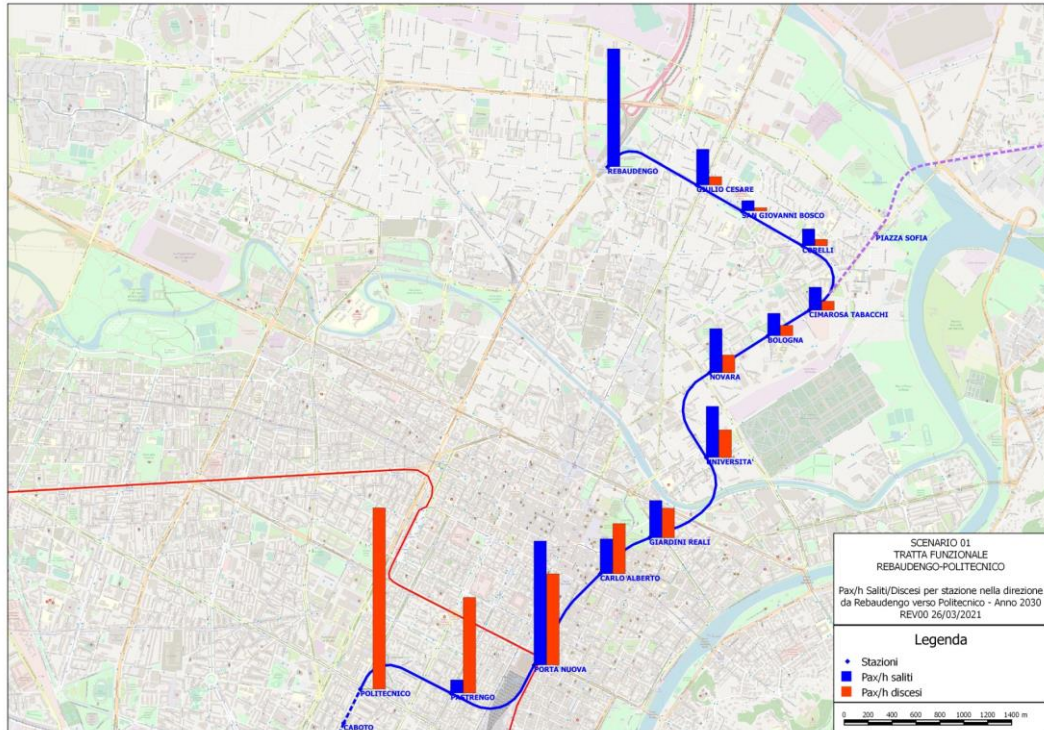 REBAUDENGO
GIULIO CESARE
SAN GIOVANNI BOSCO
CORELLI
PIAZZA SOFIA
CIMAROSA TABACCHI
BOLOGNA
NOVARA
UNIVERSITA'
GIARDINI REALI
CARLO ALBERTO
PORTA NUOVA
POLITECNICO
PASTRENGO
CABOTO
SCENARIO 01
TRATTA FUNZIONALE
REBAUDENGO-POLITECNICO
Pax/h Saliti/Discesi per stazione nella direzione
da Rebaudengo verso Politecnico - Anno 2030
REV00 26/03/2021
Legenda
Stazioni
Pax/h saliti
Pax/h discesi
0 200 400 600 800 1000 1200 1400 m